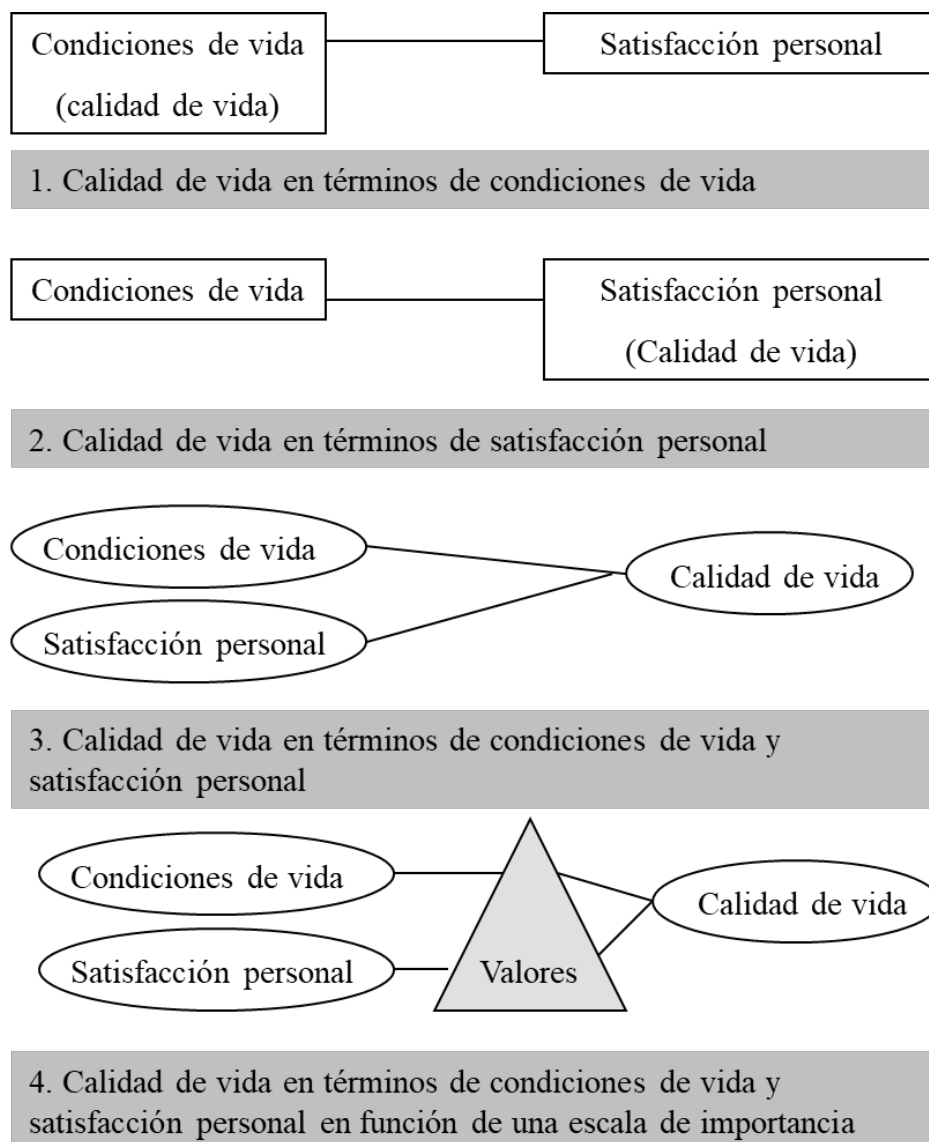 Condiciones de vida
(calidad de vida)
Satisfacción personal
1. Calidad de vida en términos de condiciones de vida
Condiciones de vida
Satisfacción personal
(Calidad de vida)
2. Calidad de vida en términos de satisfacción personal
Condiciones de vida
Satisfacción personal
Calidad de vida
3. Calidad de vida en términos de condiciones de vida y
satisfacción personal
Condiciones de vida
Satisfacción personal
Valores
Calidad de vida
4. Calidad de vida en términos de condiciones de vida y
satisfacción personal en función de una escala de importancia